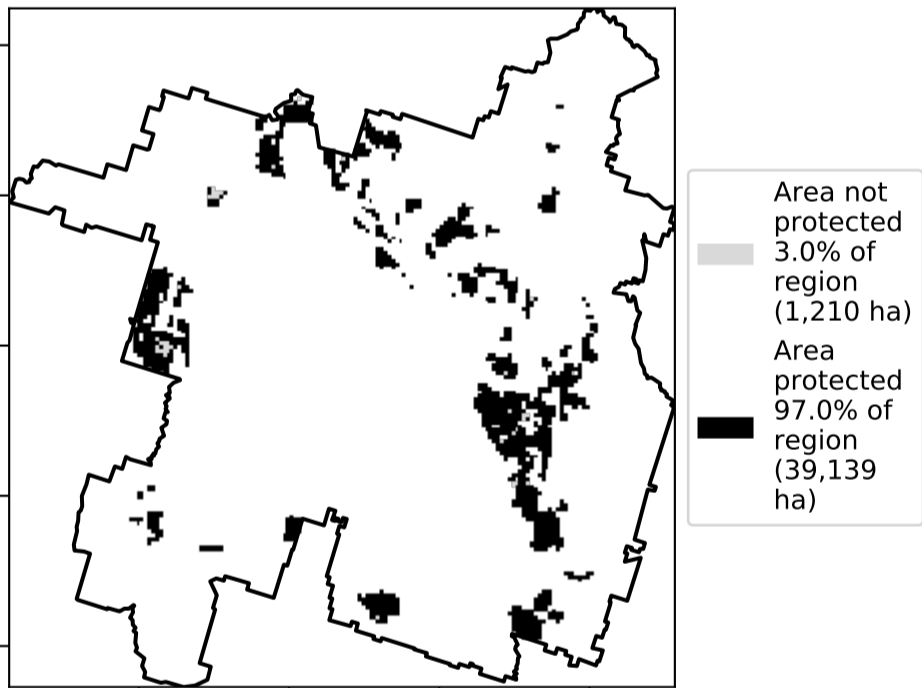 Area not
protected
3.0% of
region
(1,210 ha)
Area
protected
97.0% of
region
(39,139
ha)